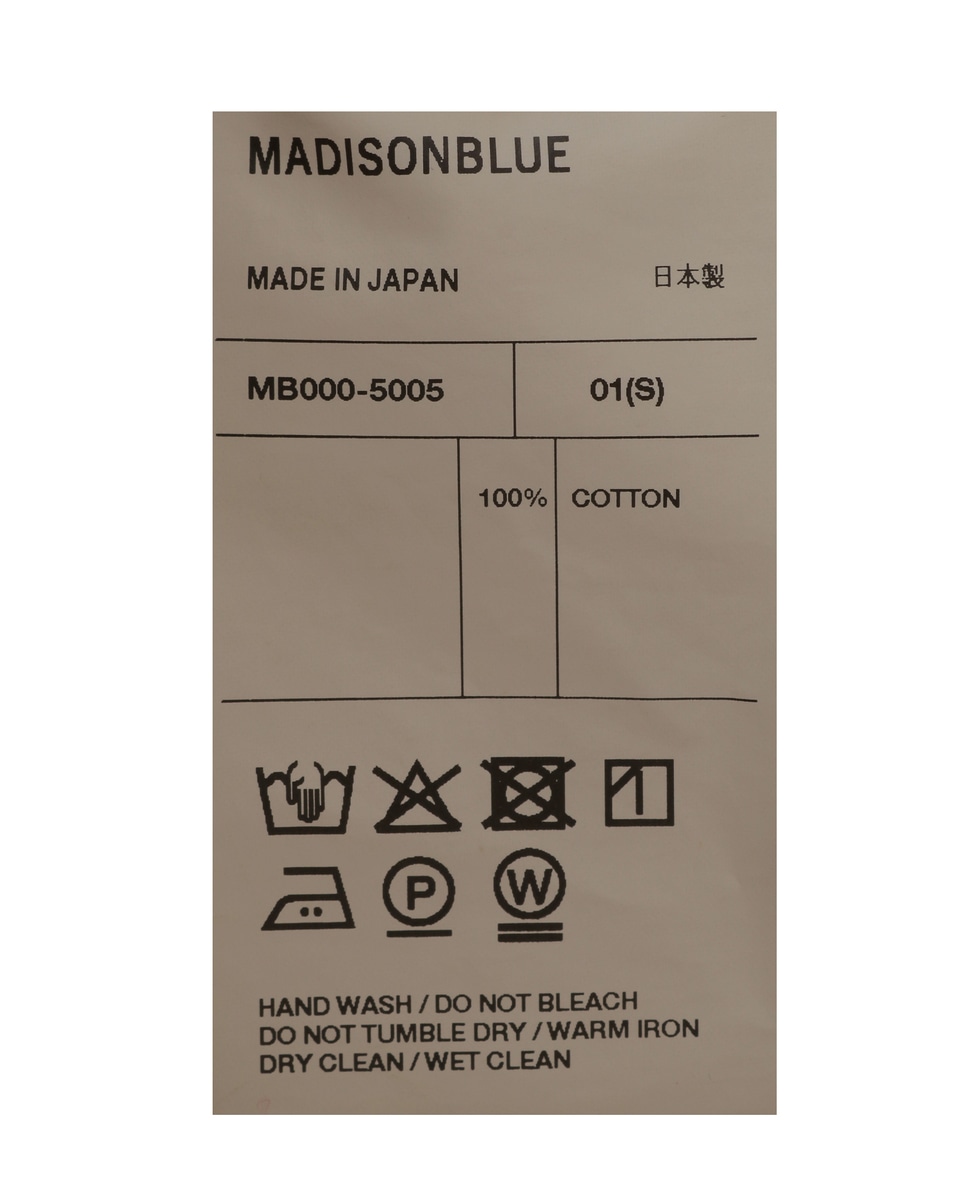 MADISONBLUE
MADE IN JAPAN 日本製
MB000-5005 01(S)
100% COTTON
P W
HAND WASH / DO NOT BLEACH
DO NOT TUMBLE DRY / WARM IRON
DRY CLEAN / WET CLEAN